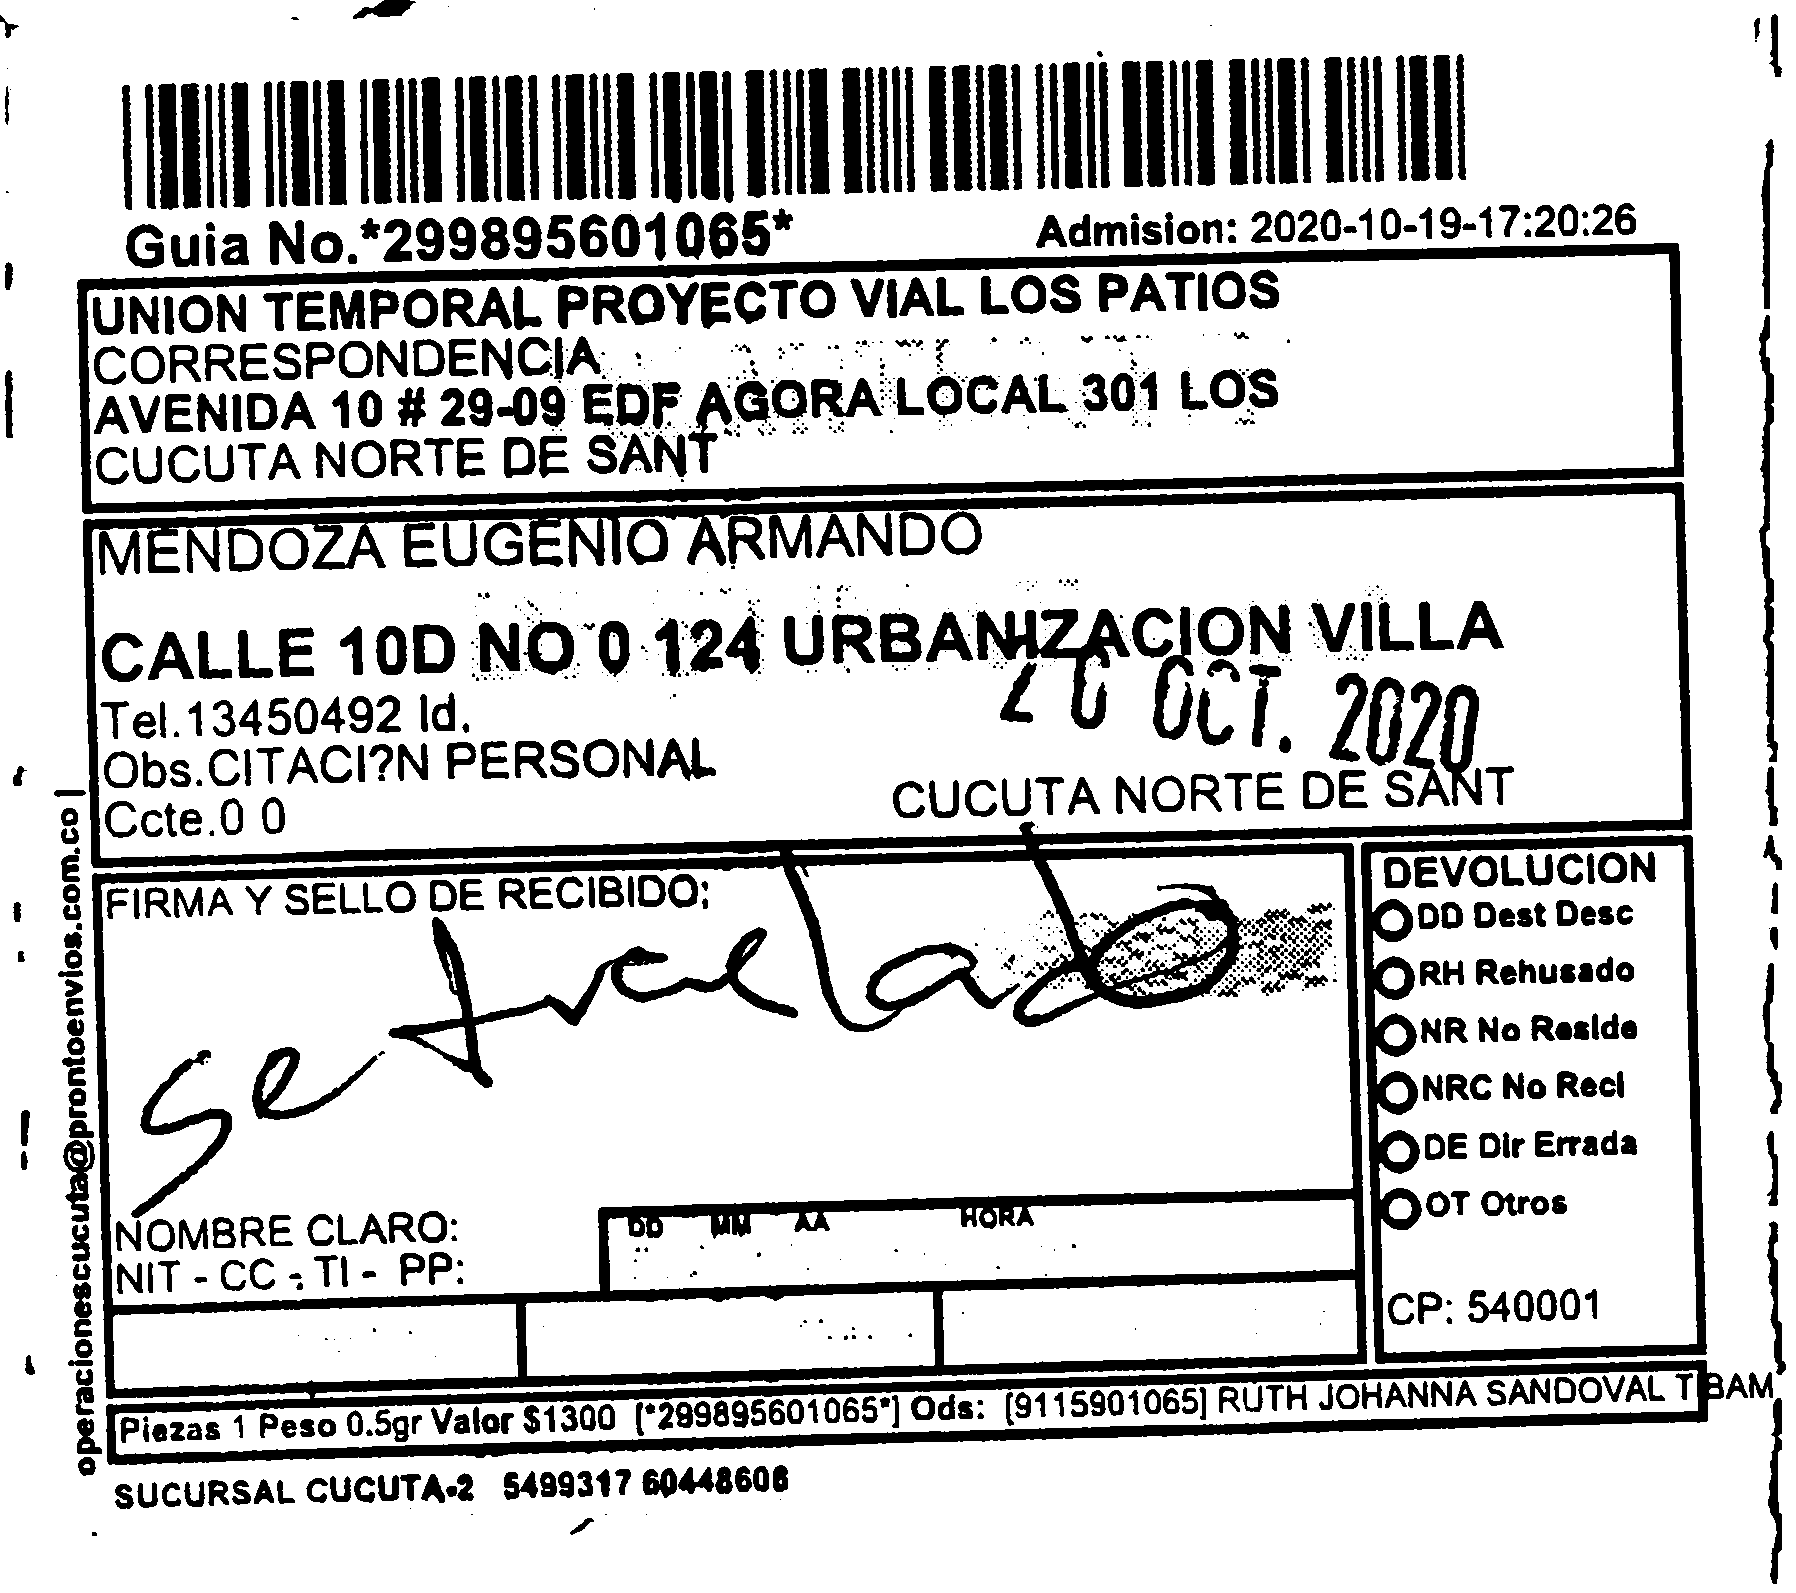 Guia No.*299895601065*
Admision: 2020-10-19-17:20:26
UNION TEMPORAL PROYECTO VIAL LOS PATIOS
CORRESPONDENCIA
AVENIDA 10 # 29-09 EDF AGORA LOCAL 301 LOS
CUCUTA NORTE DE SANT
MENDOZA EUGENIO ARMANDO
CALLE 10D NO 0 124 URBANIZACION VILLA
20 OCT. 2020
Tel.13450492 Id.
Obs.CITACI?N PERSONAL
Ccte.0 0
CUCUTA NORTE DE SANT
operacionescucuta@prontoenvios.com.co |
FIRMA Y SELLO DE RECIBIDO:
Se traslado
NOMBRE CLARO:
NIT - CC - TI - PP:
DD MM AA HORA
DEVOLUCION
DD Dest Desc
RH Rehusado
NR No Reside
NRC No Recl
DE Dir Errada
OT Otros
CP: 540001
Piezas 1 Peso 0.5gr Valor $1300 [*299895601065*] Ods: [9115901065] RUTH JOHANNA SANDOVAL TIBAM
SUCURSAL CUCUTA-2 5499317 60448606